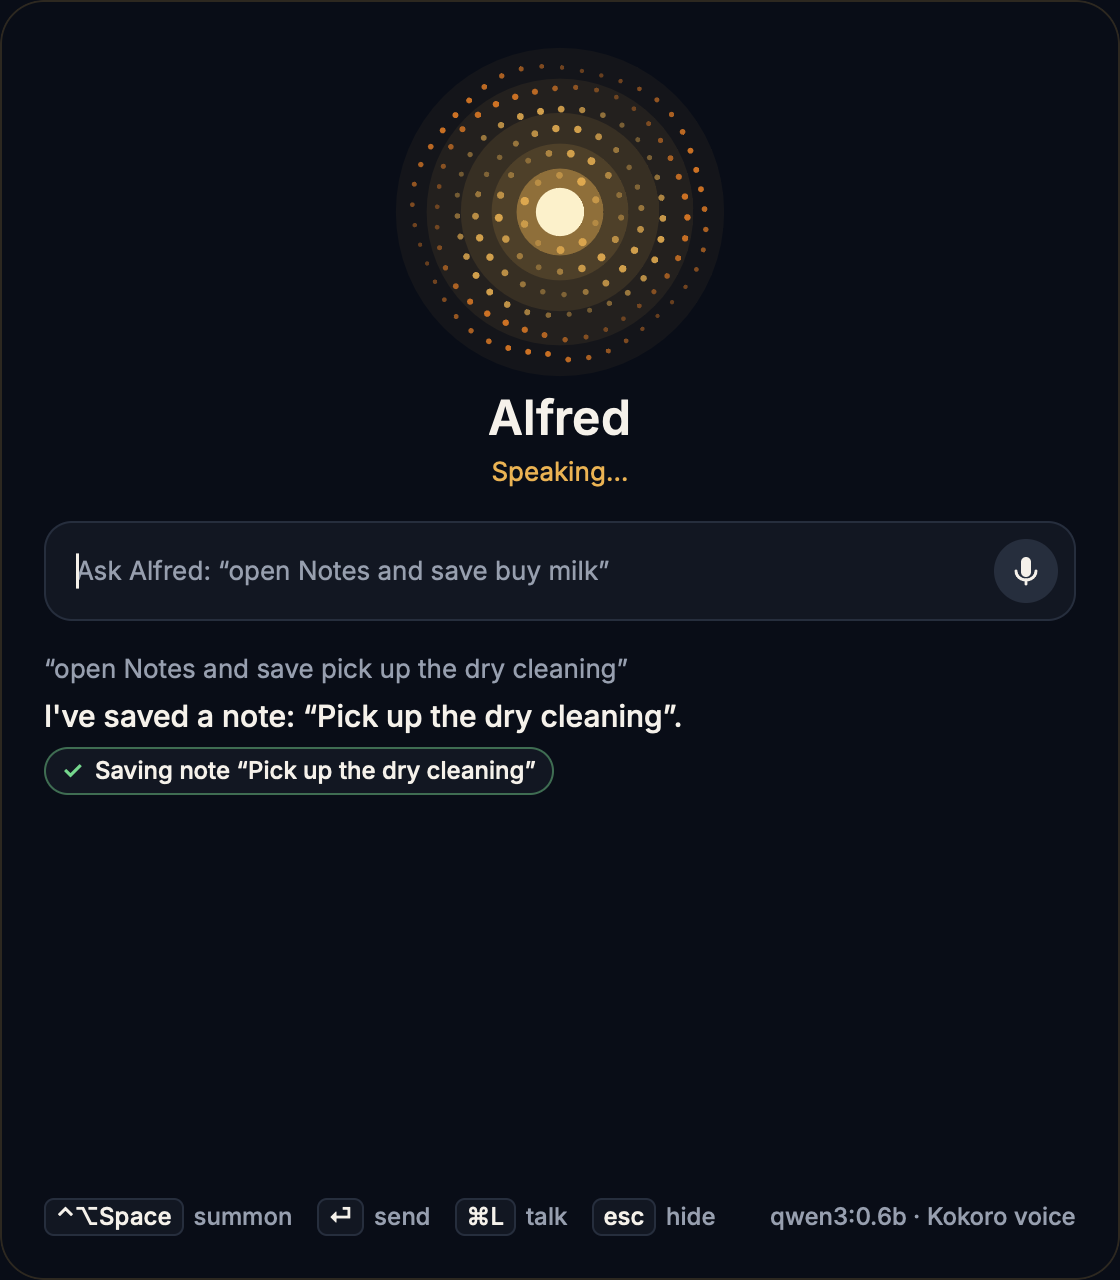 Alfred
Speaking...
Ask Alfred: “open Notes and save buy milk”
“open Notes and save pick up the dry cleaning”
I've saved a note: “Pick up the dry cleaning”.
✓ Saving note “Pick up the dry cleaning”
⌃⌥Space summon ⏎ send ⌘L talk esc hide qwen3:0.6b · Kokoro voice